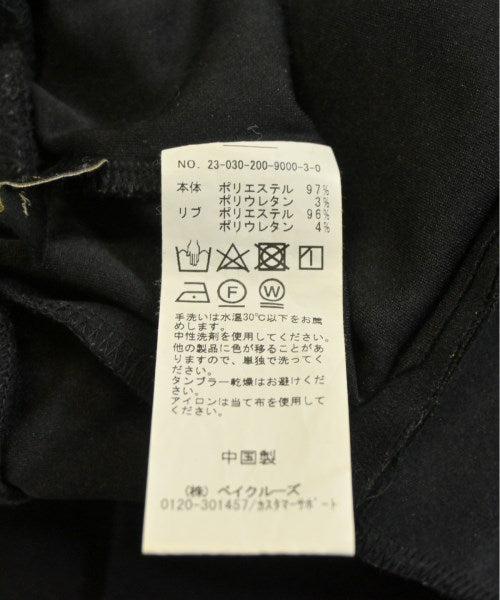 NO. 23-030-200-9000-3-0
本体 ポリエステル 97%
ポリウレタン 3%
リブ ポリエステル 96%
ポリウレタン 4%
F W
手洗いは水温30℃以下をお薦
めします。
中性洗剤を使用してください。
他の製品に色が移ることがあ
りますので、単独で洗ってく
ださい。
タンブラー乾燥はお避けくだ
さい。
アイロンは当て布を使用して
ください。
中国製
(株) ベイクルーズ
0120-301457/カスタマーサポート